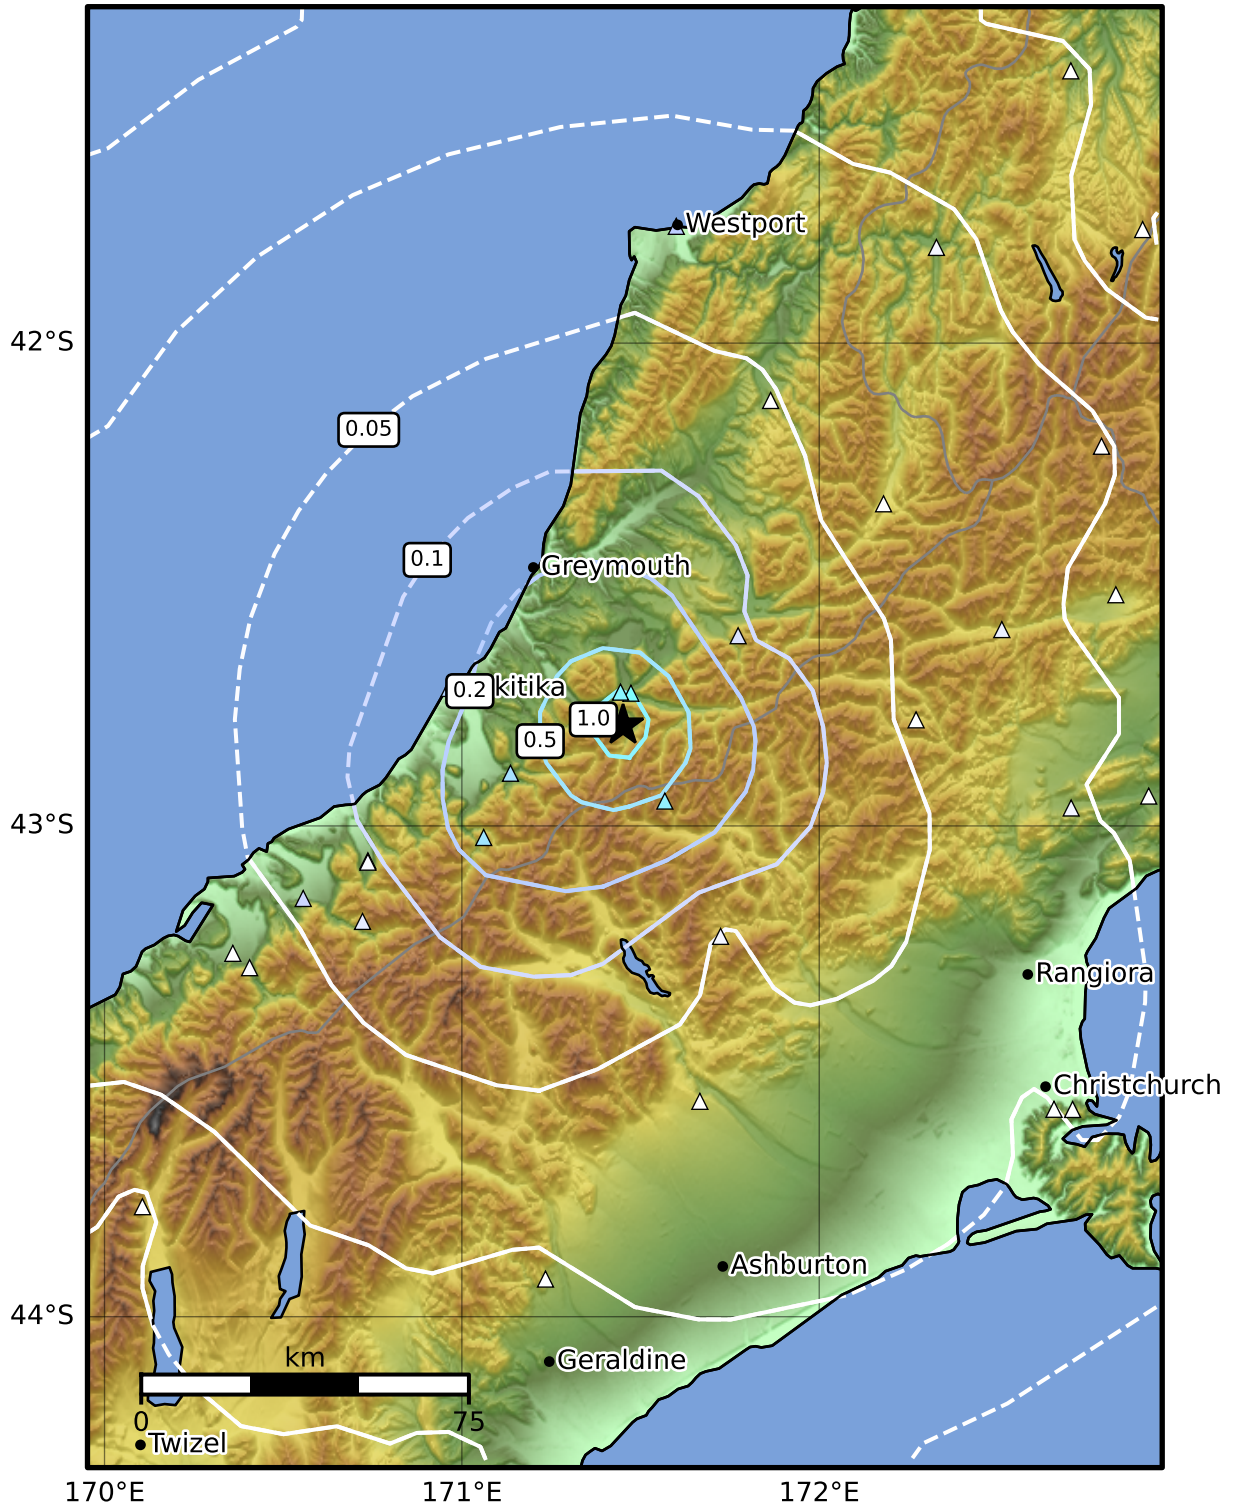 Westport
42°S
0.05
0.1
Greymouth
0.2
kitika
1.0
0.5
43°S
Rangiora
Christchurch
Ashburton
44°S
km
Geraldine
0
75
Twizel
170°E
171°E
172°E